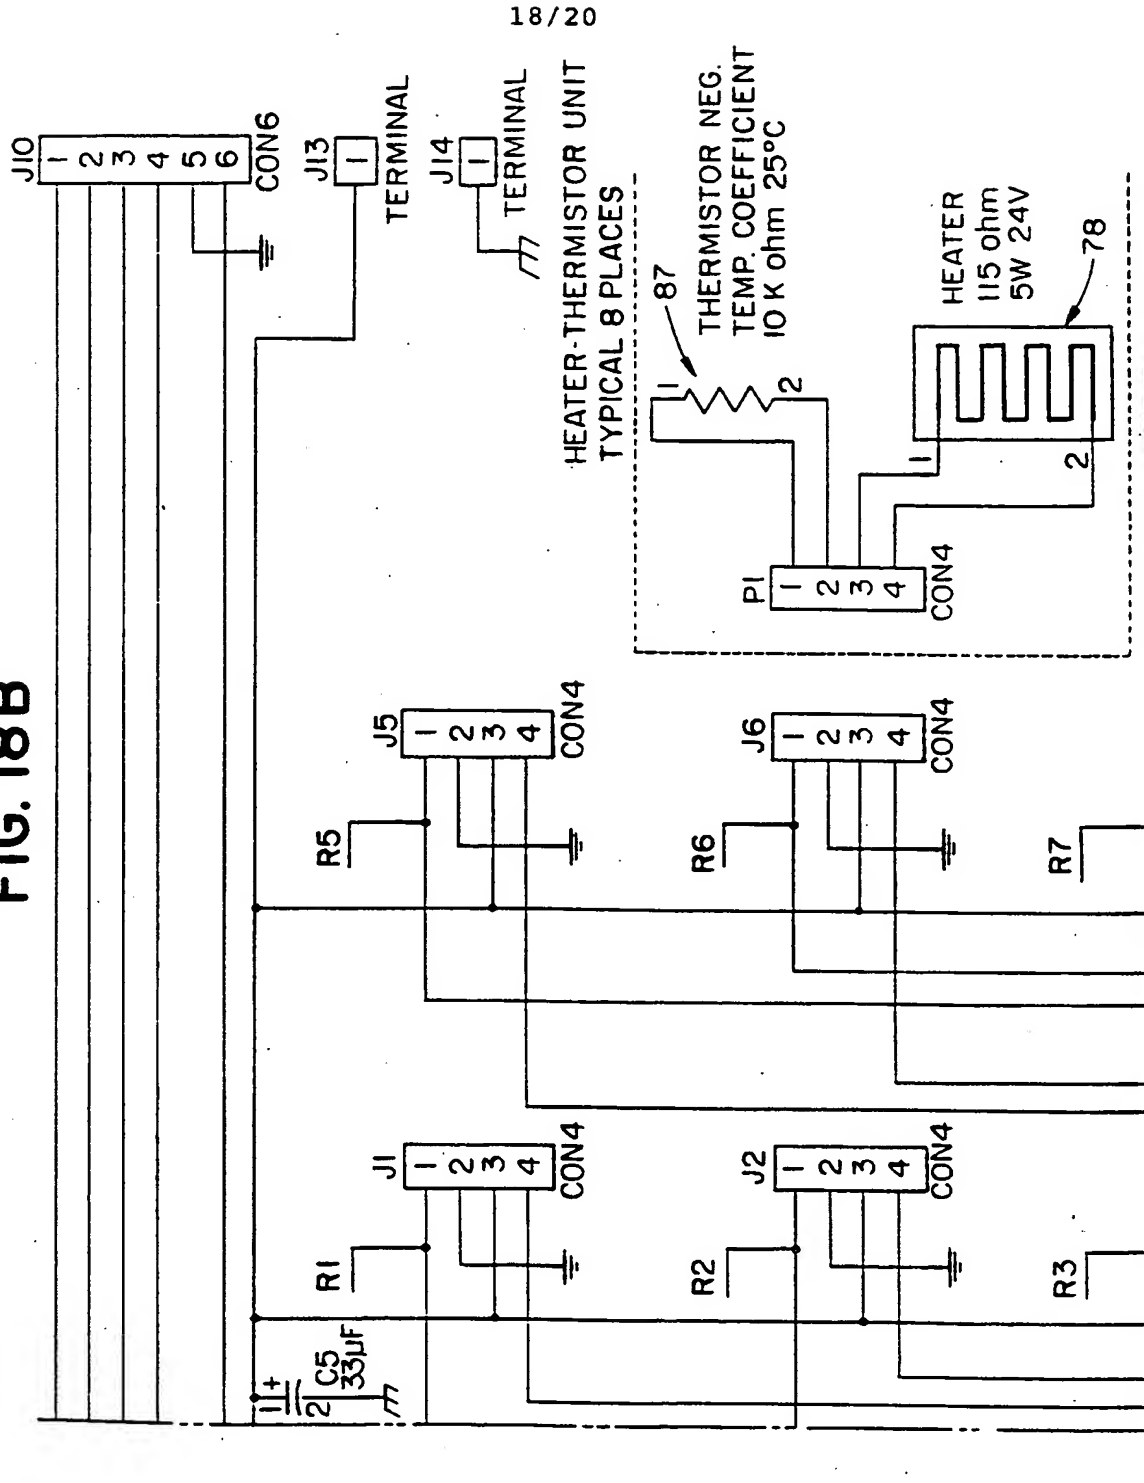 18/20
FIG. 18B
J10
1
2
3
4
5
6
CON6
J13
1
TERMINAL
J14
1
TERMINAL
HEATER-THERMISTOR UNIT
TYPICAL 8 PLACES
87
THERMISTOR NEG.
TEMP. COEFFICIENT
10 K ohm 25°C
1
2
HEATER
115 ohm
5W 24V
78
1
2
P1
1
2
3
4
CON4
J5
1
2
3
4
CON4
R5
J6
1
2
3
4
CON4
R6
R7
J1
1
2
3
4
CON4
R1
J2
1
2
3
4
CON4
R2
R3
1
+
2
C5
33µF